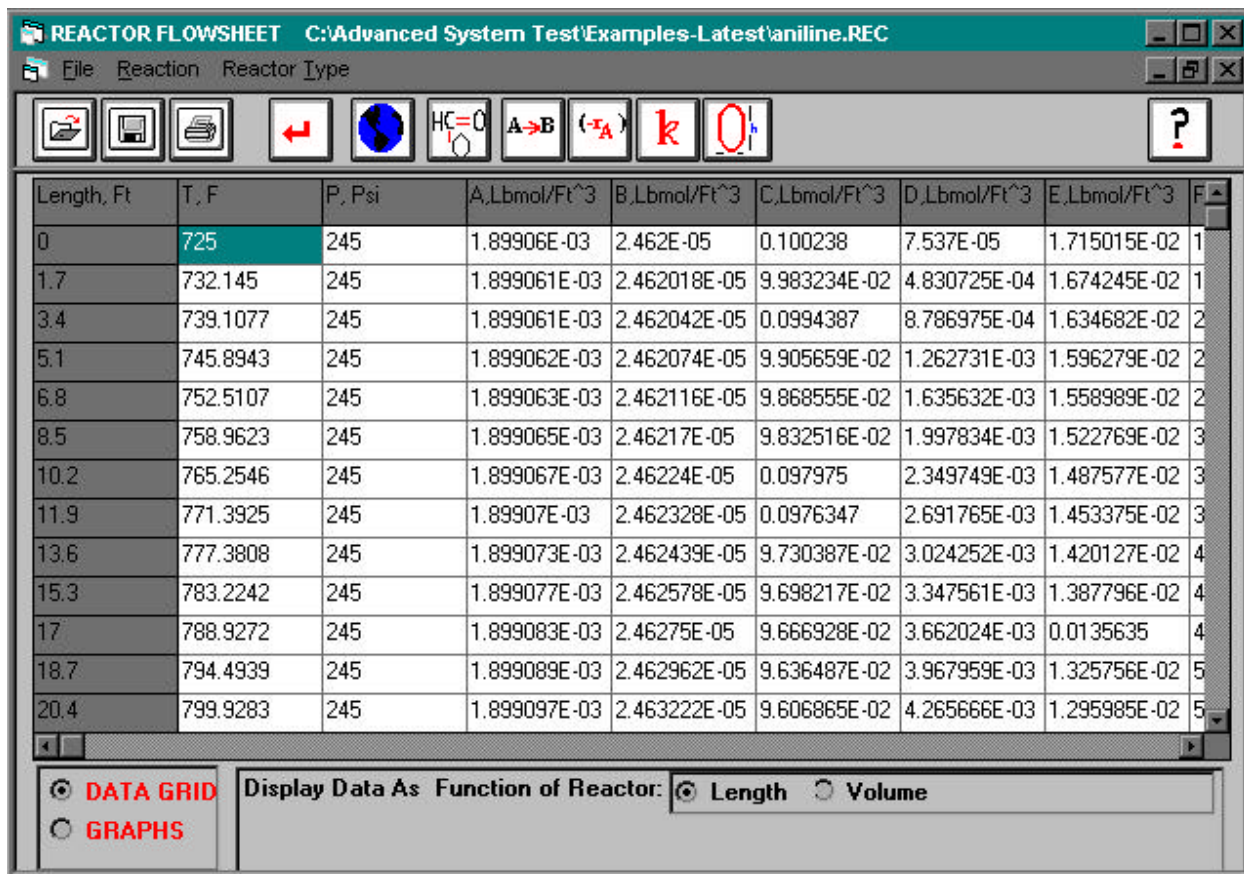 REACTOR FLOWSHEET C:\Advanced System Test\Examples-Latest\aniline.REC
File Reaction Reactor Type
HC=O A→B (-rA) k h ?
Length, Ft T, F P, Psi A,Lbmol/Ft^3 B,Lbmol/Ft^3 C,Lbmol/Ft^3 D,Lbmol/Ft^3 E,Lbmol/Ft^3 F
0 725 245 1.89906E-03 2.462E-05 0.100238 7.537E-05 1.715015E-02 1
1.7 732.145 245 1.899061E-03 2.462018E-05 9.983234E-02 4.830725E-04 1.674245E-02 1
3.4 739.1077 245 1.899061E-03 2.462042E-05 0.0994387 8.786975E-04 1.634682E-02 2
5.1 745.8943 245 1.899062E-03 2.462074E-05 9.905659E-02 1.262731E-03 1.596279E-02 2
6.8 752.5107 245 1.899063E-03 2.462116E-05 9.868555E-02 1.635632E-03 1.558989E-02 2
8.5 758.9623 245 1.899065E-03 2.46217E-05 9.832516E-02 1.997834E-03 1.522769E-02 3
10.2 765.2546 245 1.899067E-03 2.46224E-05 0.097975 2.349749E-03 1.487577E-02 3
11.9 771.3925 245 1.89907E-03 2.462328E-05 0.0976347 2.691765E-03 1.453375E-02 3
13.6 777.3808 245 1.899073E-03 2.462439E-05 9.730387E-02 3.024252E-03 1.420127E-02 4
15.3 783.2242 245 1.899077E-03 2.462578E-05 9.698217E-02 3.347561E-03 1.387796E-02 4
17 788.9272 245 1.899083E-03 2.46275E-05 9.666928E-02 3.662024E-03 0.0135635 4
18.7 794.4939 245 1.899089E-03 2.462962E-05 9.636487E-02 3.967959E-03 1.325756E-02 5
20.4 799.9283 245 1.899097E-03 2.463222E-05 9.606865E-02 4.265666E-03 1.295985E-02 5
DATA GRID Display Data As Function of Reactor: Length Volume
GRAPHS